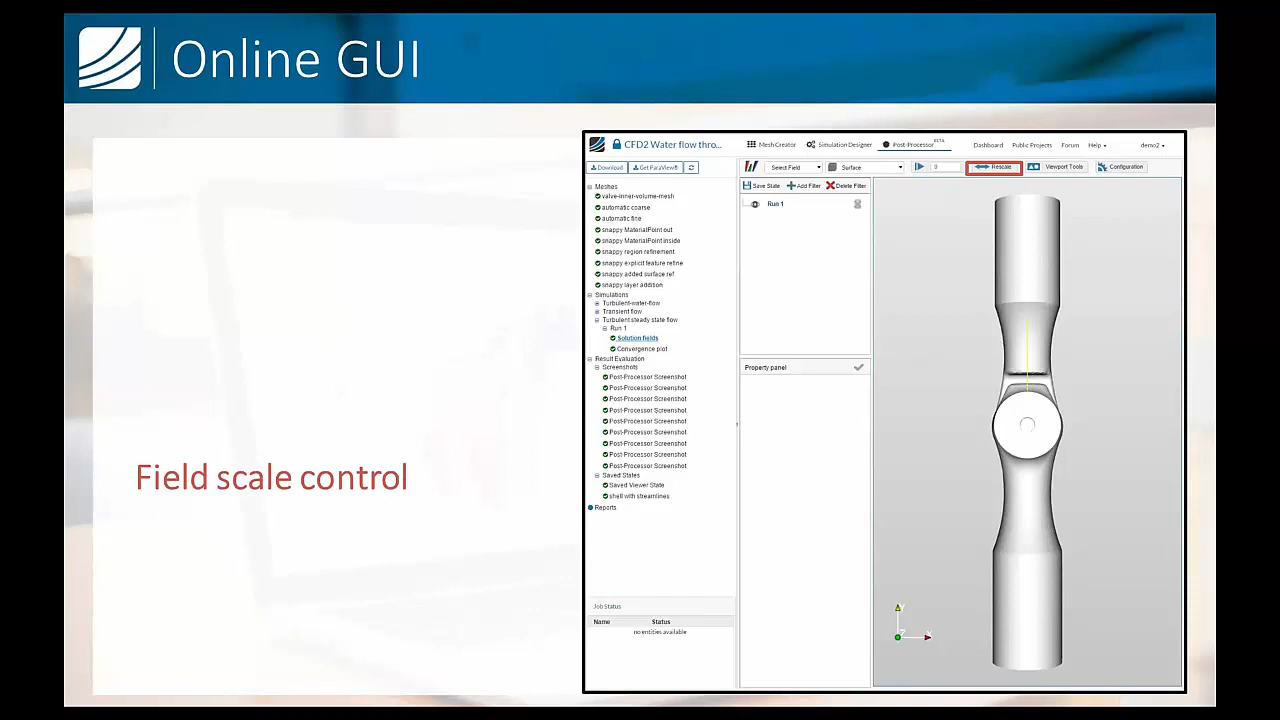 Online GUI
Field scale control
CFD2 Water flow thro...
Mesh Creator
Simulation Designer
Post-Processor BETA
Dashboard
Public Projects
Forum
Help
demo2
Download
Get ParaView®
Select Field
Surface
0
Rescale
Viewport Tools
Configuration
Meshes
valve-inner-volume-mesh
automatic coarse
automatic fine
snappy MaterialPoint out
snappy MaterialPoint inside
snappy region refinement
snappy explicit feature refine
snappy added surface ref
snappy layer addition
Simulations
Turbulent-water-flow
Transient flow
Turbulent steady state flow
Run 1
Solution fields
Convergence plot
Result Evaluation
Screenshots
Post-Processor Screenshot
Post-Processor Screenshot
Post-Processor Screenshot
Post-Processor Screenshot
Post-Processor Screenshot
Post-Processor Screenshot
Post-Processor Screenshot
Post-Processor Screenshot
Post-Processor Screenshot
Saved States
Saved Viewer State
shell with streamlines
Reports
Job Status
Name Status
no entities available
Save State
Add Filter
Delete Filter
Run 1
Property panel
Y
Z
X